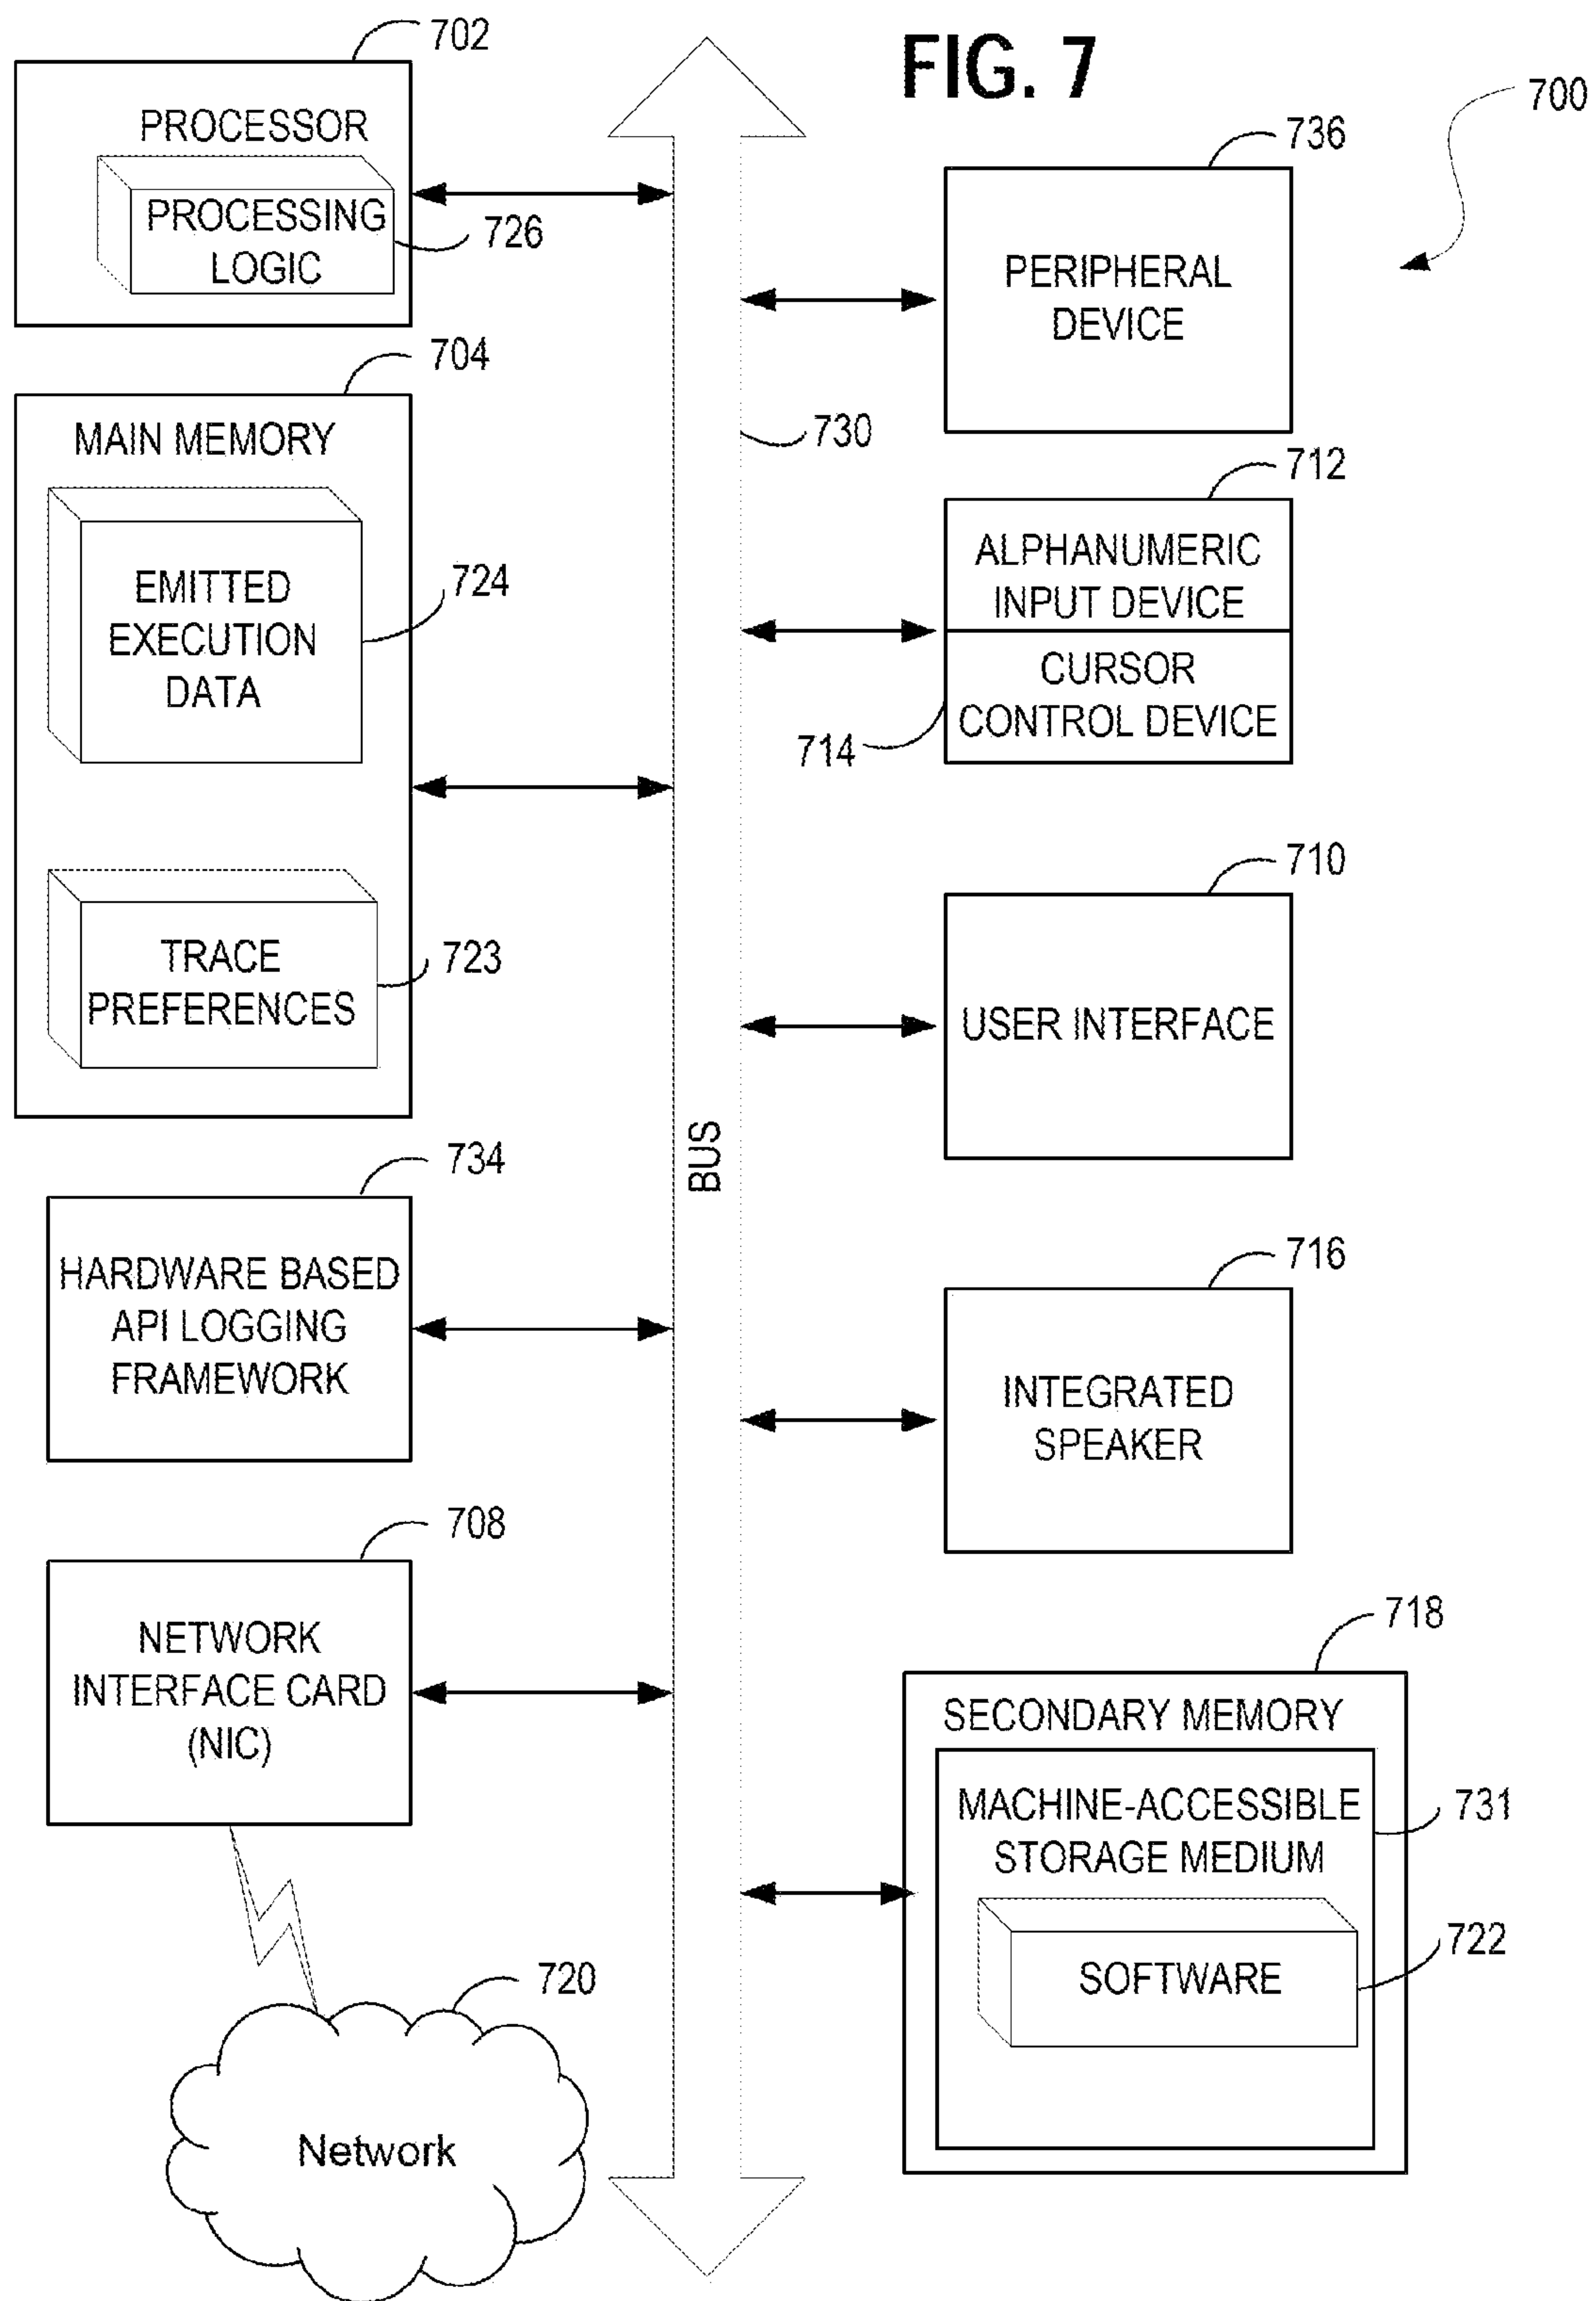 FIG. 7
700
702
PROCESSOR
PROCESSING
LOGIC
726
704
MAIN MEMORY
EMITTED
EXECUTION
DATA
724
TRACE
PREFERENCES
723
734
HARDWARE BASED
API LOGGING
FRAMEWORK
708
NETWORK
INTERFACE CARD
(NIC)
720
Network
730
BUS
736
PERIPHERAL
DEVICE
712
ALPHANUMERIC
INPUT DEVICE
CURSOR
CONTROL DEVICE
714
710
USER INTERFACE
716
INTEGRATED
SPEAKER
718
SECONDARY MEMORY
MACHINE-ACCESSIBLE
STORAGE MEDIUM
731
SOFTWARE
722